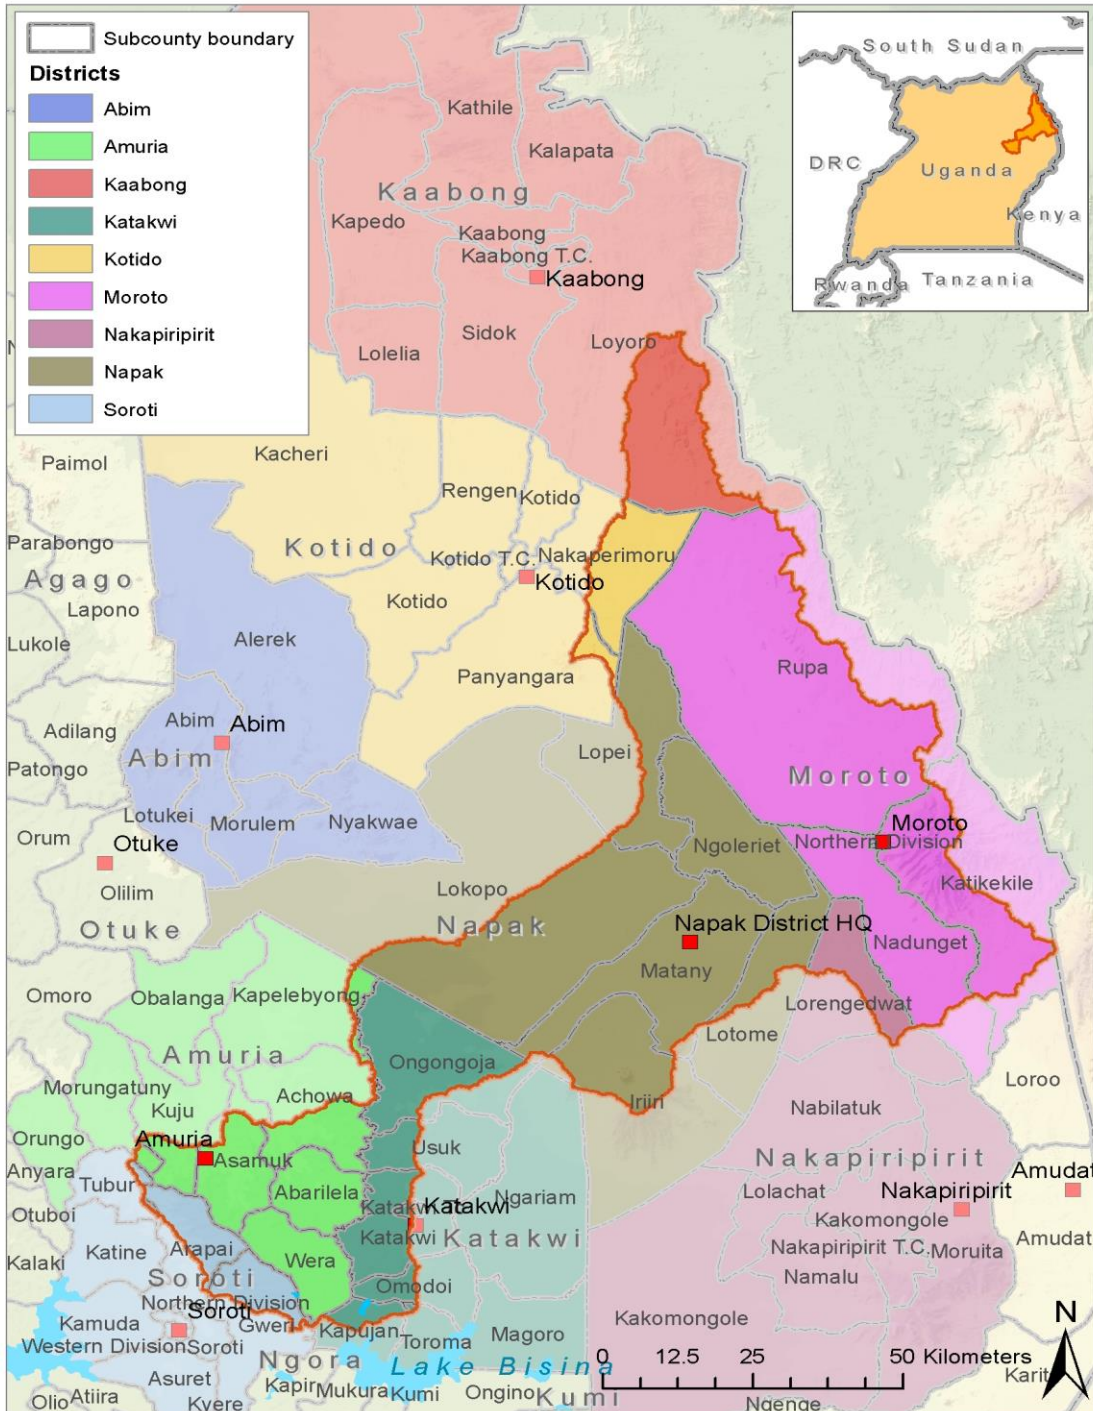 Subcounty boundary
Districts
Abim
Amuria
Kaabong
Katakwi
Kotido
Moroto
Nakapiripirit
Napak
Soroti
South Sudan
DRC
Uganda
Kenya
Rwanda
Tanzania
Kathile
Kalapata
Kaabong
Kapedo
Kaabong
Kaabong T.C.
Kaabong
Sidok
Loyoro
Lolelia
Kacheri
Paimol
Rengen
Kotido
Parabongo
Kotido
Kotido T.C.
Nakaperimoru
Agago
Kotido
Lapono
Kotido
Lukole
Alerek
Rupa
Panyangara
Abim
Abim
Adilang
Abim
Lopei
Patongo
Moroto
Lotukei
Morulem
Nyakwae
Moroto
Orum
Otuke
Ngoleriet
Northern Division
Olilim
Lokopo
Katikekile
Otuke
Napak
Napak District HQ
Nadunget
Matany
Omoro
Obalanga
Kapelebyong
Lorengedwat
Lotome
Amuria
Ongongoja
Morungatuny
Achowa
Loroo
Kuju
Iriiri
Nabilatuk
Orungo
Amuria
Asamuk
Usuk
Nakapiripirit
Anyara
Tubur
Abarilela
Ngariam
Lolachat
Nakapiripirit
Amudat
Otuboi
Katakwi
Katakwi
Kakomongole
Katine
Arapai
Wera
Katakwi
Katakwi
Nakapiripirit T.C.
Moruita
Amudat
Kalaki
Soroti
Omodoi
Namalu
Northern Division
Kamuda
Soroti
Gweri
Kapujan
Toroma
Magoro
Kakomongole
N
Western Division
Soroti
Ngora
Lake Bisina
0 12.5 25 50 Kilometers
Asuret
Kapir
Mukura
Kumi
Ongino
Kumi
Karit
Olio
Atiira
Kyere
Ngenge